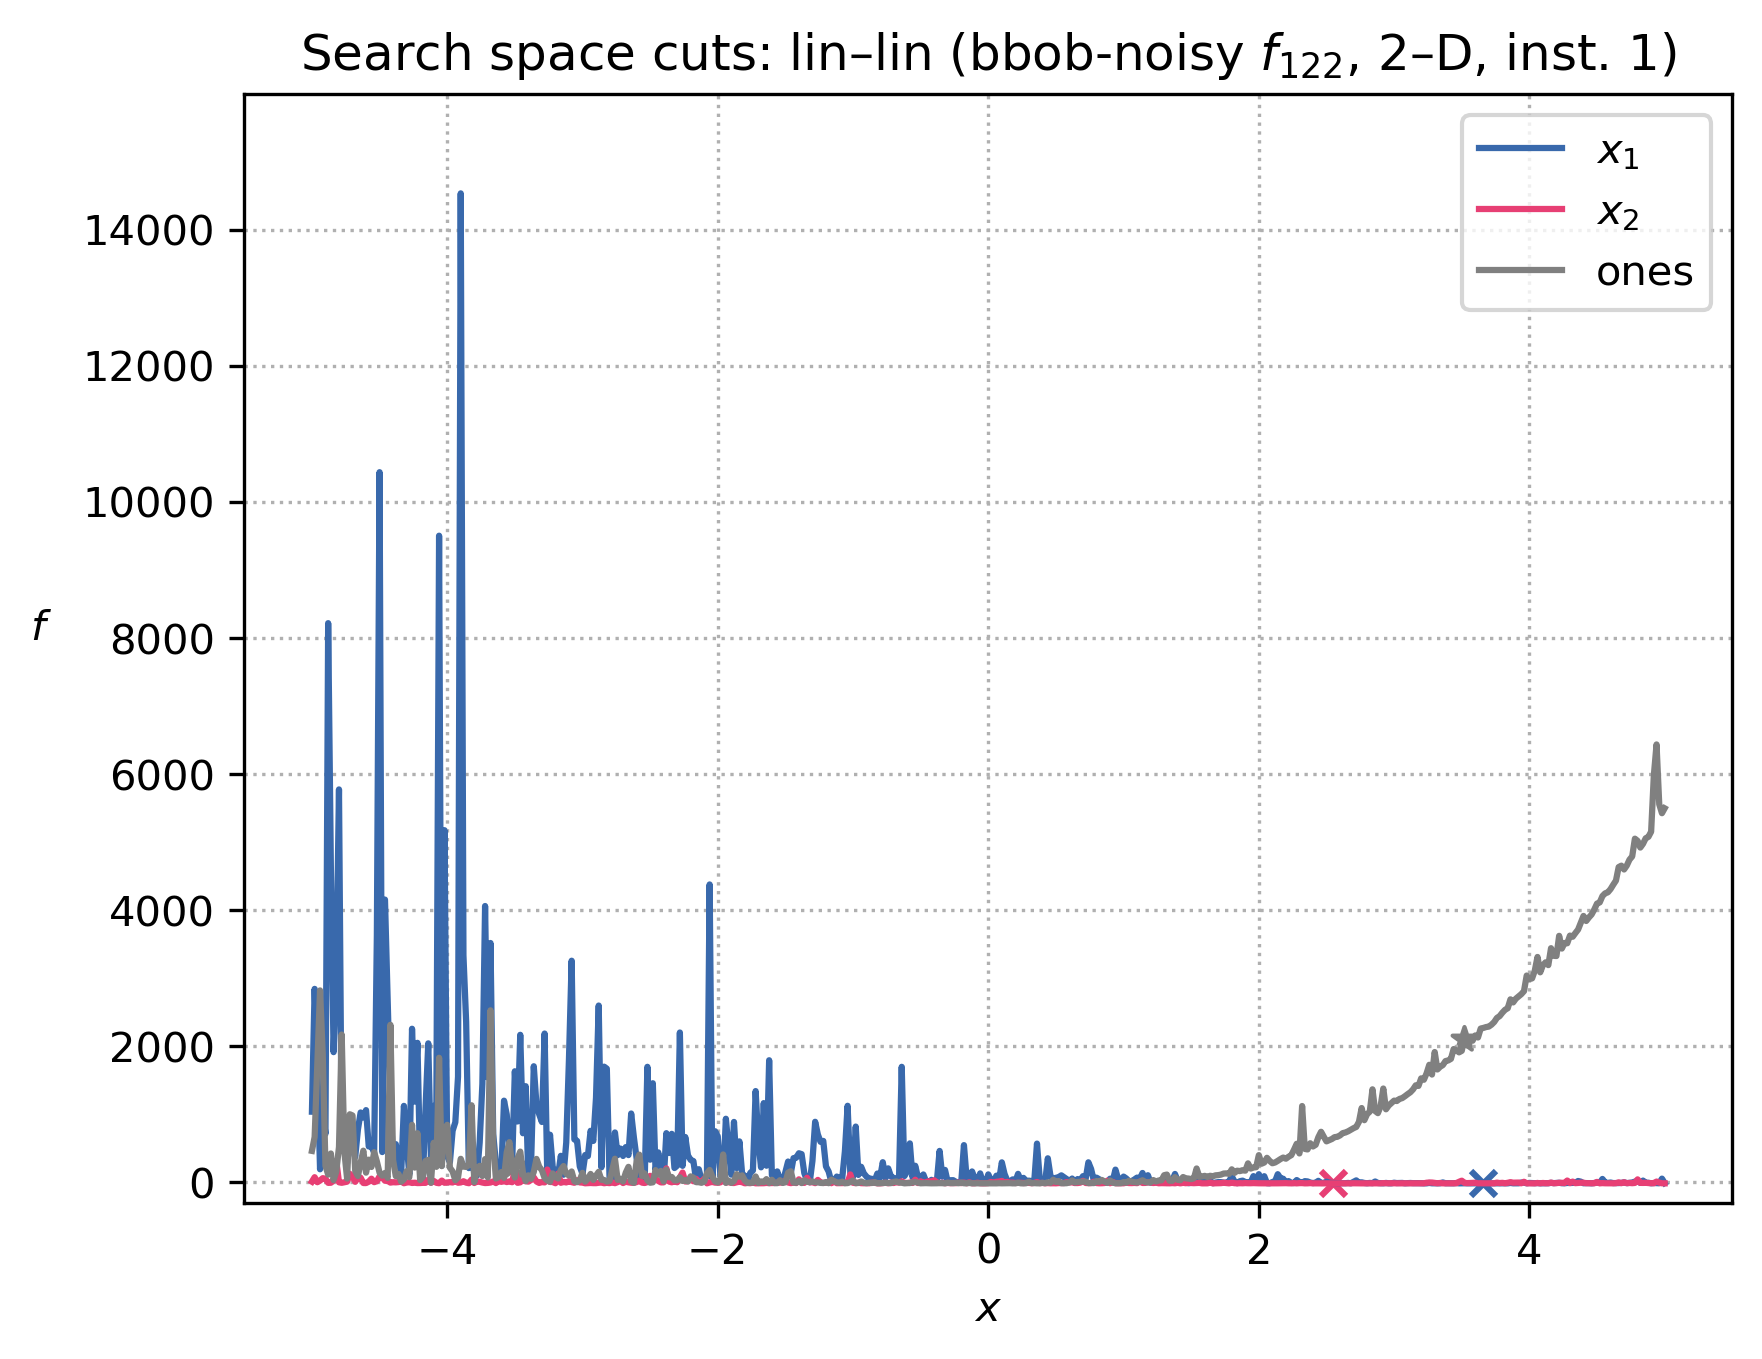 Search space cuts: lin–lin (bbob-noisy f122, 2–D, inst. 1)
x1
x2
ones
14000
12000
10000
8000
6000
4000
2000
0
f
−4 −2 0 2 4
x